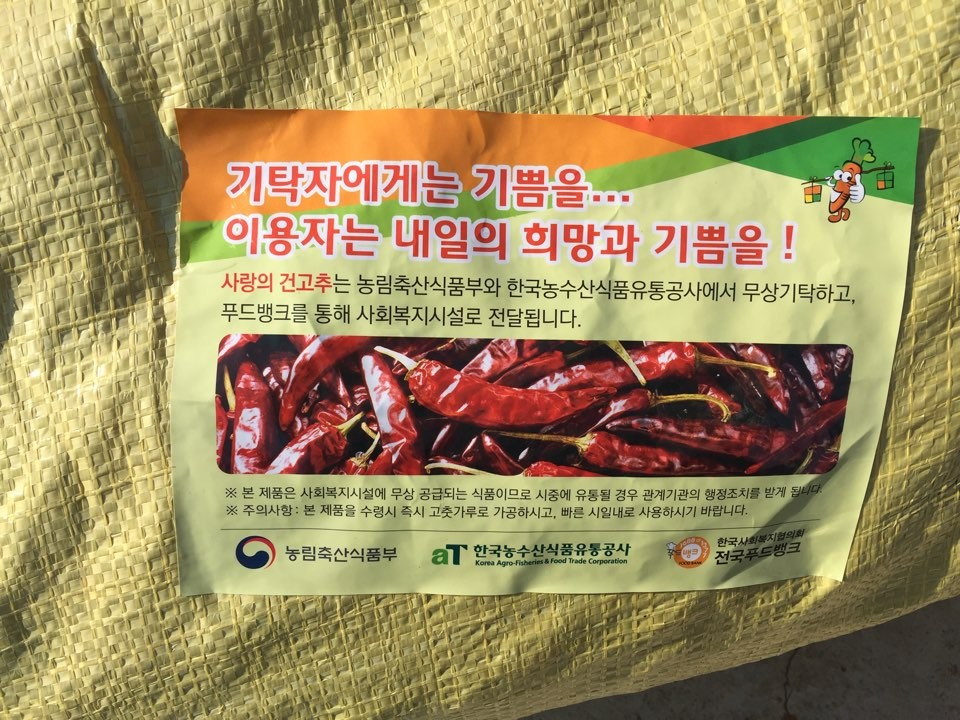 기탁자에게는 기쁨을...
이용자는 내일의 희망과 기쁨을 !
사랑의 건고추는 농림축산식품부와 한국농수산식품유통공사에서 무상기탁하고,
푸드뱅크를 통해 사회복지시설로 전달됩니다.
※ 본 제품은 사회복지시설에 무상 공급되는 식품이므로 시중에 유통될 경우 관계기관의 행정조치를 받게 됩니다.
※ 주의사항 : 본 제품을 수령시 즉시 고춧가루로 가공하시고, 빠른 시일내로 사용하시기 바랍니다.
농림축산식품부
aT 한국농수산식품유통공사
Korea Agro-Fisheries & Food Trade Corporation
뱅크
한국사회복지협의회
전국푸드뱅크